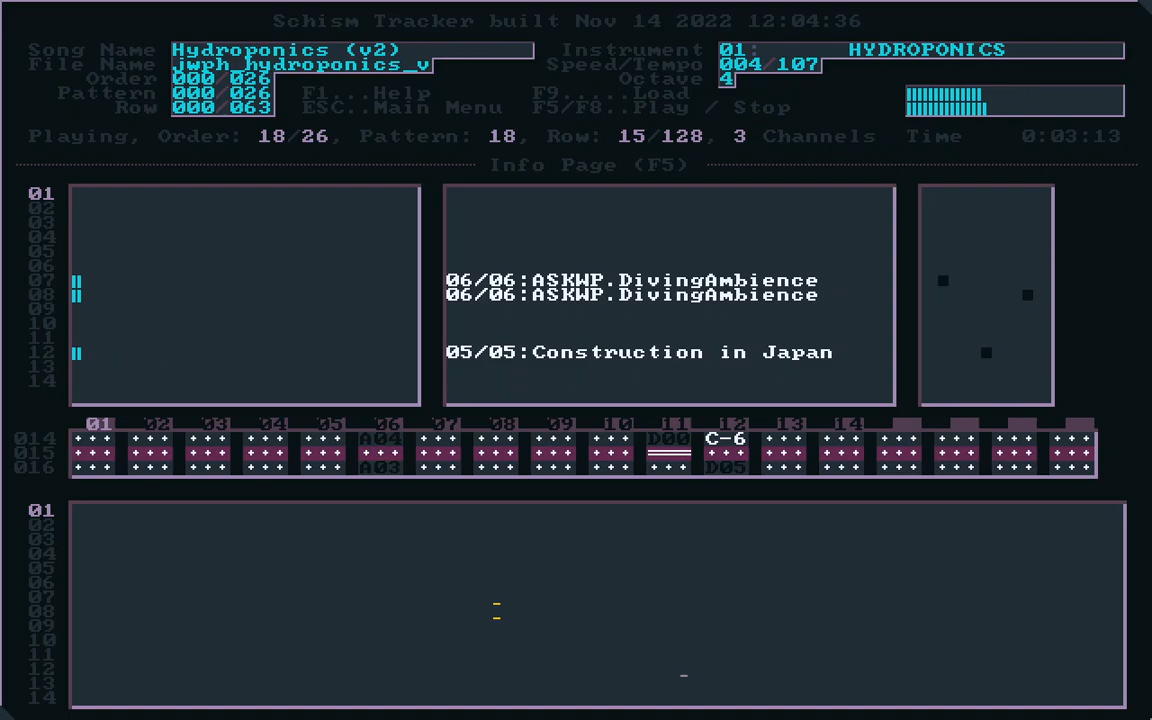 Schism Tracker built Nov 14 2022 12:04:36
Song Name Hydroponics (v2) Instrument 01: HYDROPONICS
File Name jwph_hydroponics_v Speed/Tempo 004/107
Order 000/026 Octave 4
Pattern 000/026 F1...Help F9.....Load
Row 000/063 ESC..Main Menu F5/F8..Play / Stop
Playing, Order: 18/26, Pattern: 18, Row: 15/128, 3 Channels Time 0:03:13
Info Page (F5)
01
02
03
04
05
06
07 06/06:ASKWP.DivingAmbience
08 06/06:ASKWP.DivingAmbience
09
10
11
12 05/05:Construction in Japan
13
14
01 02 03 04 05 06 07 08 09 10 11 12 13 14
014 A04 D00 C-6
015
016 A03 D05
01
02
03
04
05
06
07
08
09
10
11
12
13
14